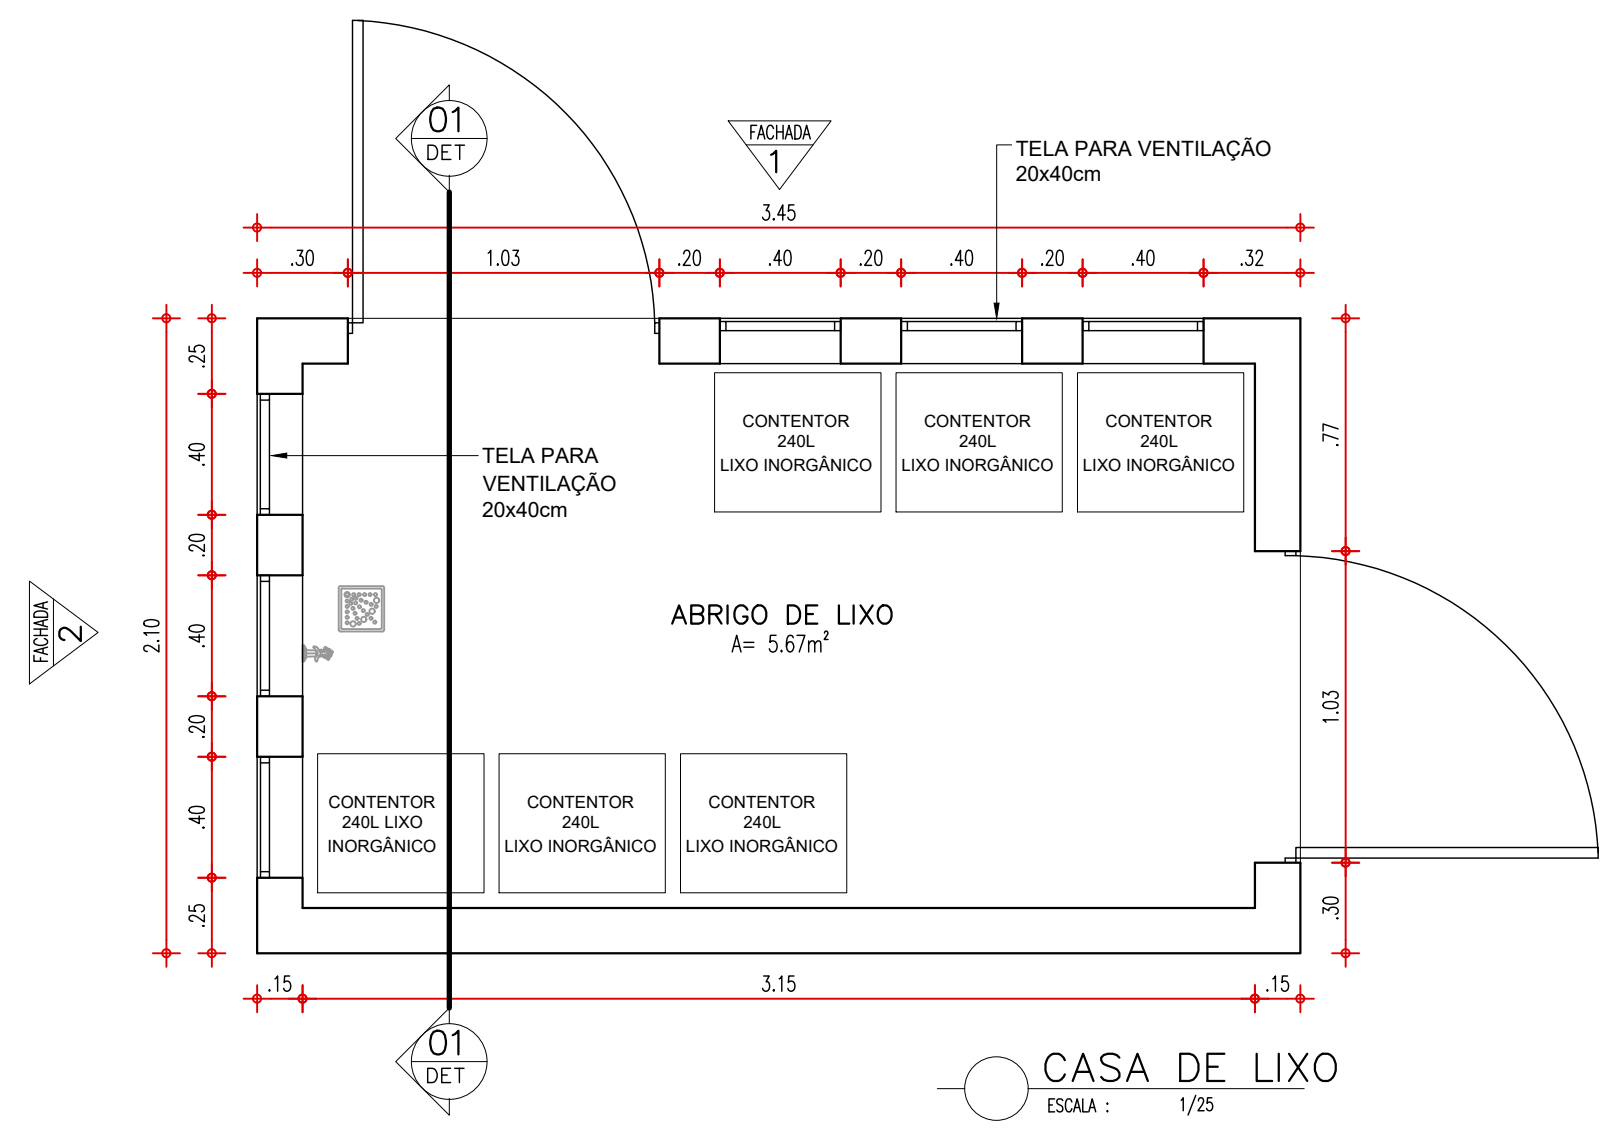 01
DET
FACHADA
1
TELA PARA VENTILAÇÃO
20x40cm
3.45
.30
1.03
.20
.40
.20
.40
.20
.40
.32
2.10
.25
.40
.20
.40
.20
.40
.25
FACHADA
2
TELA PARA
VENTILAÇÃO
20x40cm
CONTENTOR
240L
LIXO INORGÂNICO
CONTENTOR
240L
LIXO INORGÂNICO
CONTENTOR
240L
LIXO INORGÂNICO
.77
1.03
.30
ABRIGO DE LIXO
A= 5.67m²
CONTENTOR
240L LIXO
INORGÂNICO
CONTENTOR
240L
LIXO INORGÂNICO
CONTENTOR
240L
LIXO INORGÂNICO
.15
3.15
.15
01
DET
CASA DE LIXO
ESCALA : 1/25